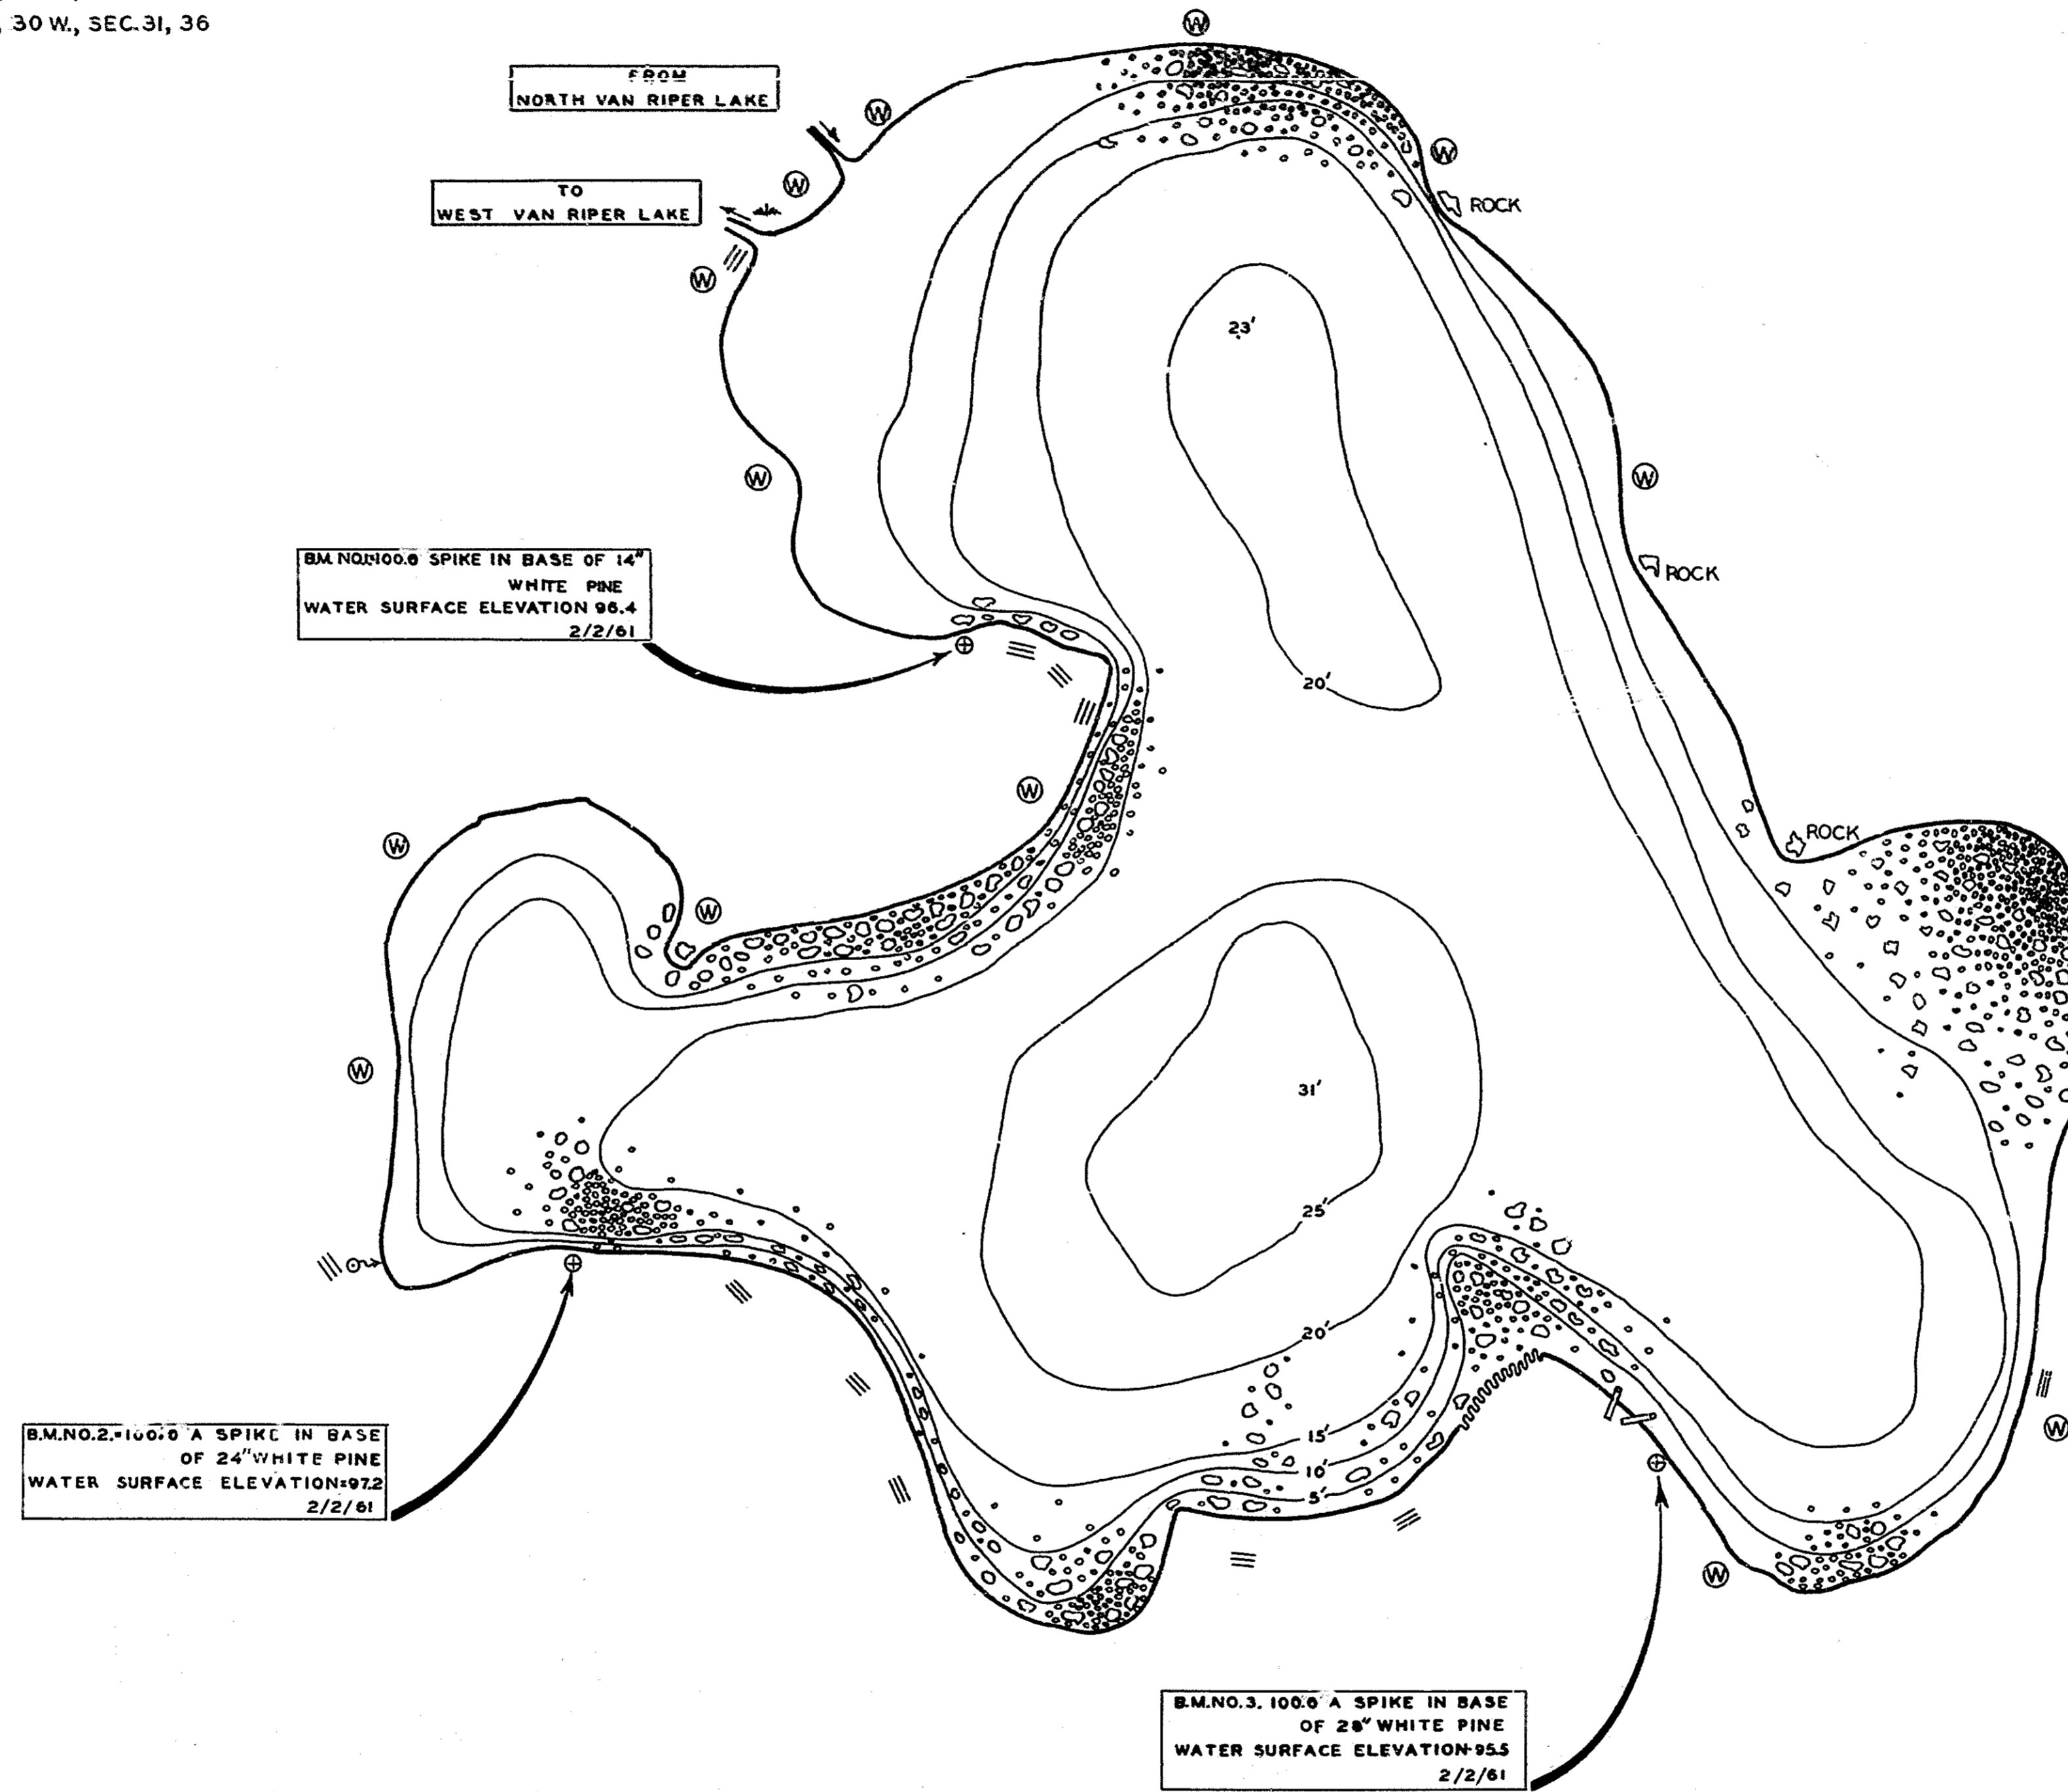 , 30 W., SEC. 31, 36
FROM
NORTH VAN RIPER LAKE
TO
WEST VAN RIPER LAKE
W
W
W
W
W
W
ROCK
23'
W
W
ROCK
B.M. NO.1=100.0 SPIKE IN BASE OF 14"
WHITE PINE
WATER SURFACE ELEVATION 96.4
2/2/61
20'
W
W
W
ROCK
W
31'
25'
20'
15'
10'
5'
W
W
B.M.NO.2.=100.0 A SPIKE IN BASE
OF 24" WHITE PINE
WATER SURFACE ELEVATION=97.2
2/2/61
B.M.NO.3. 100.0 A SPIKE IN BASE
OF 28" WHITE PINE
WATER SURFACE ELEVATION-95.5
2/2/61